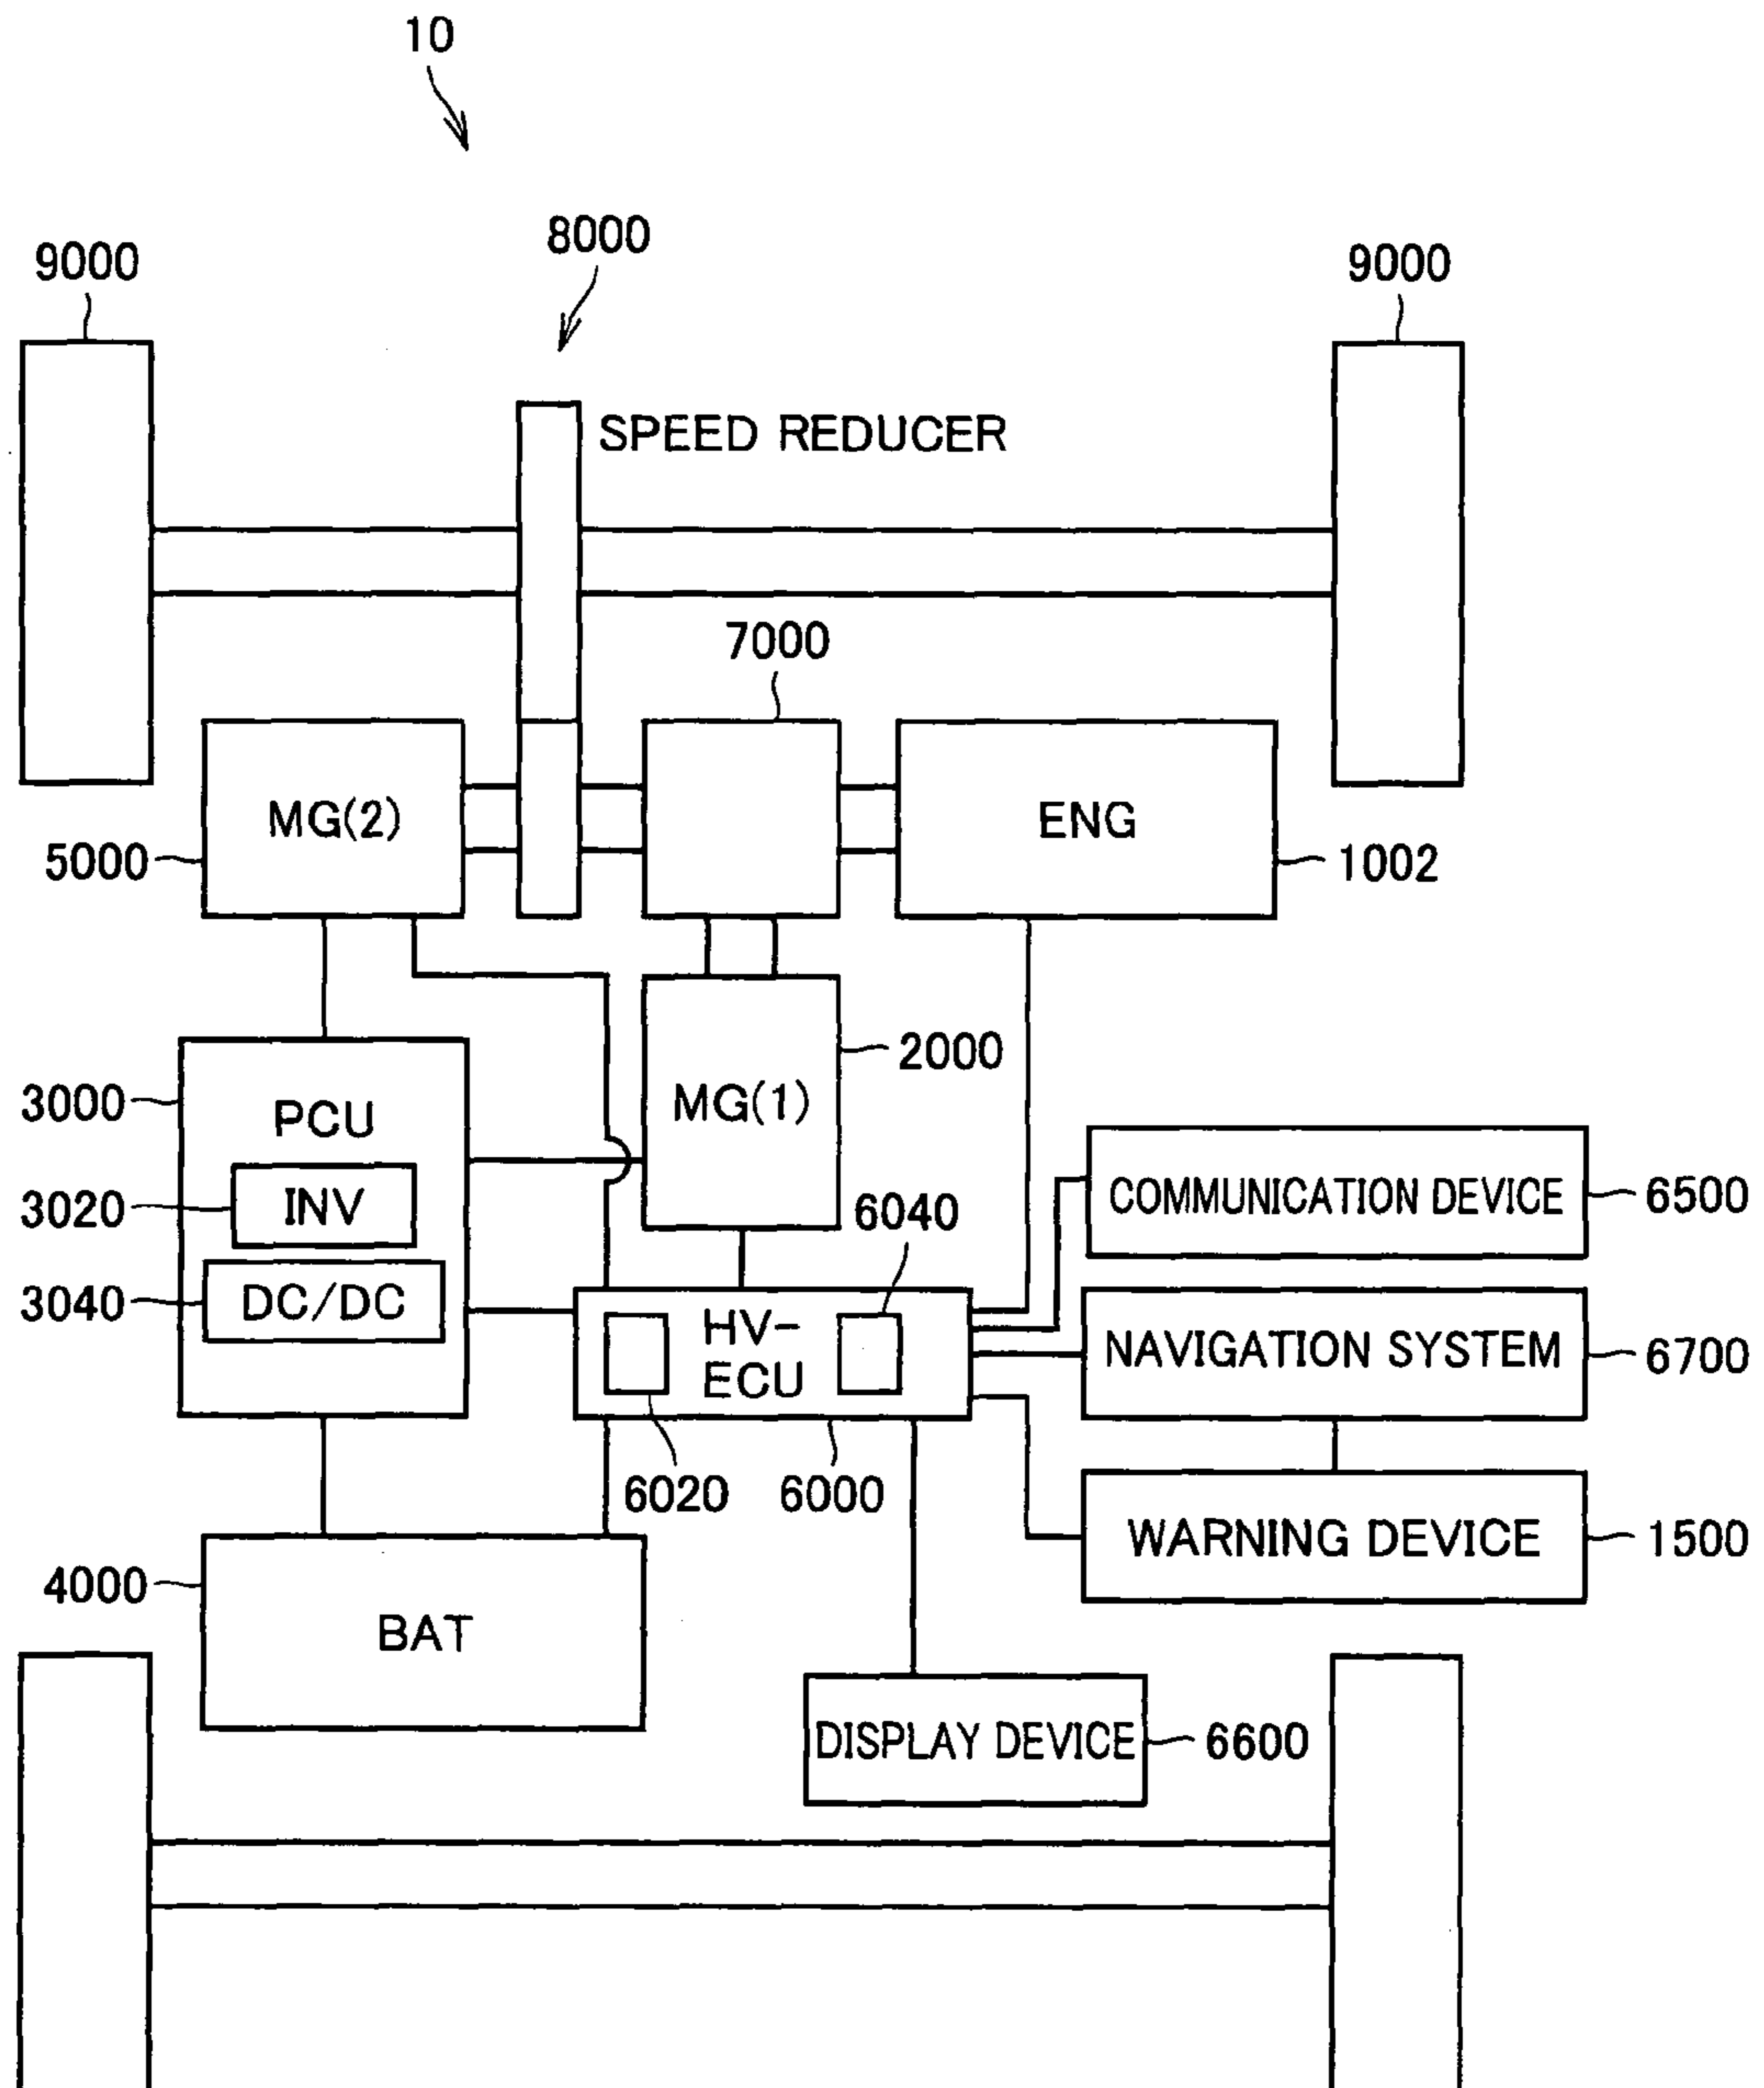 10
8000
9000
9000
SPEED REDUCER
7000
MG(2)
ENG
5000
1002
2000
3000
PCU
MG(1)
COMMUNICATION DEVICE
6500
3020
INV
6040
3040
DC/DC
HV-
ECU
NAVIGATION SYSTEM
6700
6020
6000
WARNING DEVICE
1500
4000
BAT
DISPLAY DEVICE
6600